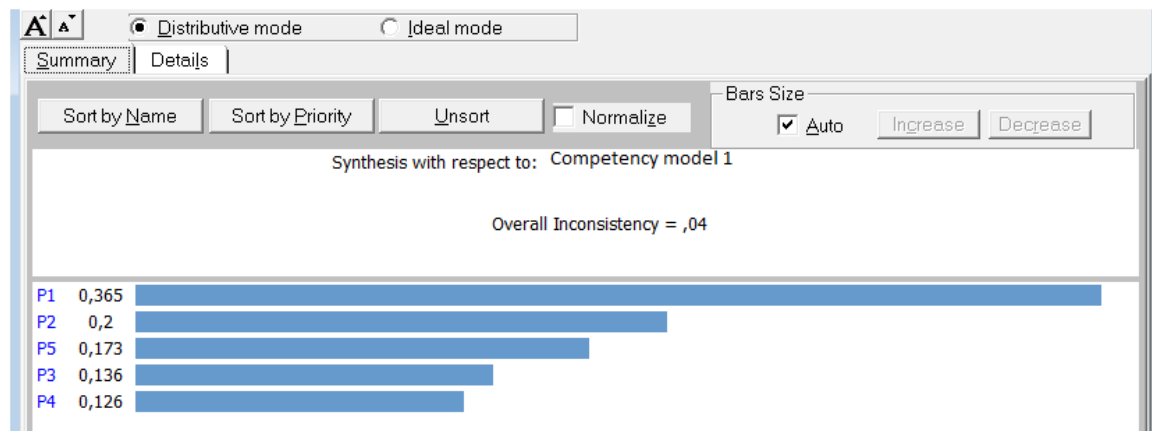 A A Distributive mode Ideal mode
Summary Details
Bars Size
Sort by Name Sort by Priority Unsort Normalize Auto Increase Decrease
Synthesis with respect to: Competency model 1
Overall Inconsistency = ,04
P1 0,365
P2 0,2
P5 0,173
P3 0,136
P4 0,126